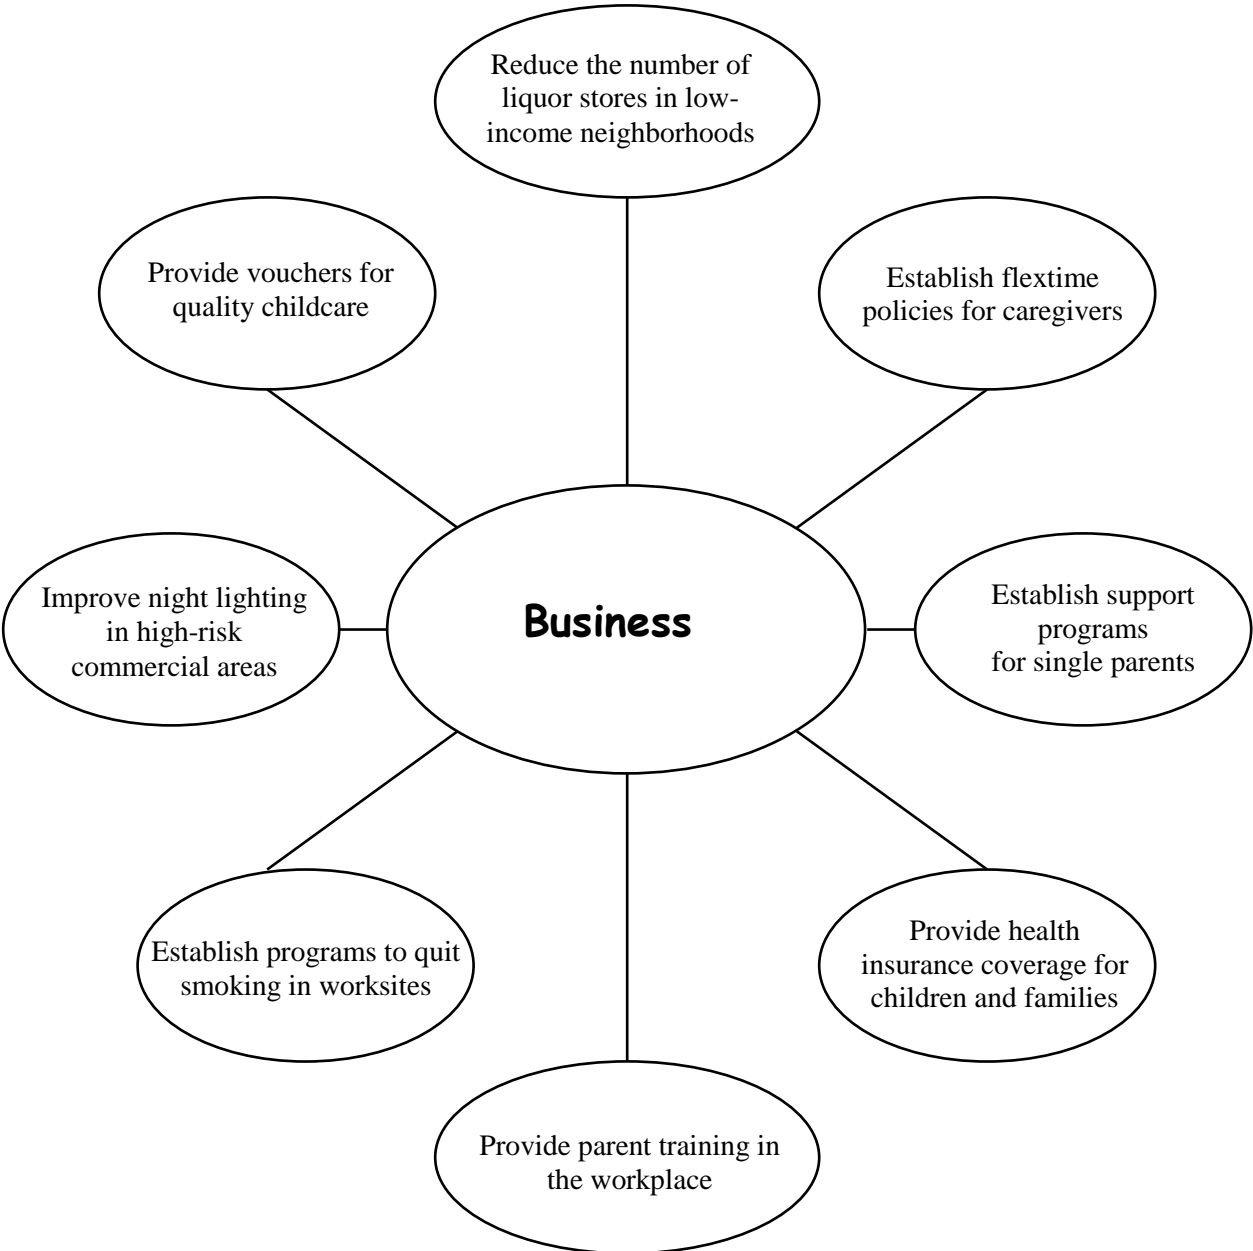 Reduce the number of
liquor stores in low-
income neighborhoods
Provide vouchers for
quality childcare
Establish flextime
policies for caregivers
Improve night lighting
in high-risk
commercial areas
Business
Establish support
programs
for single parents
Establish programs to quit
smoking in worksites
Provide health
insurance coverage for
children and families
Provide parent training in
the workplace